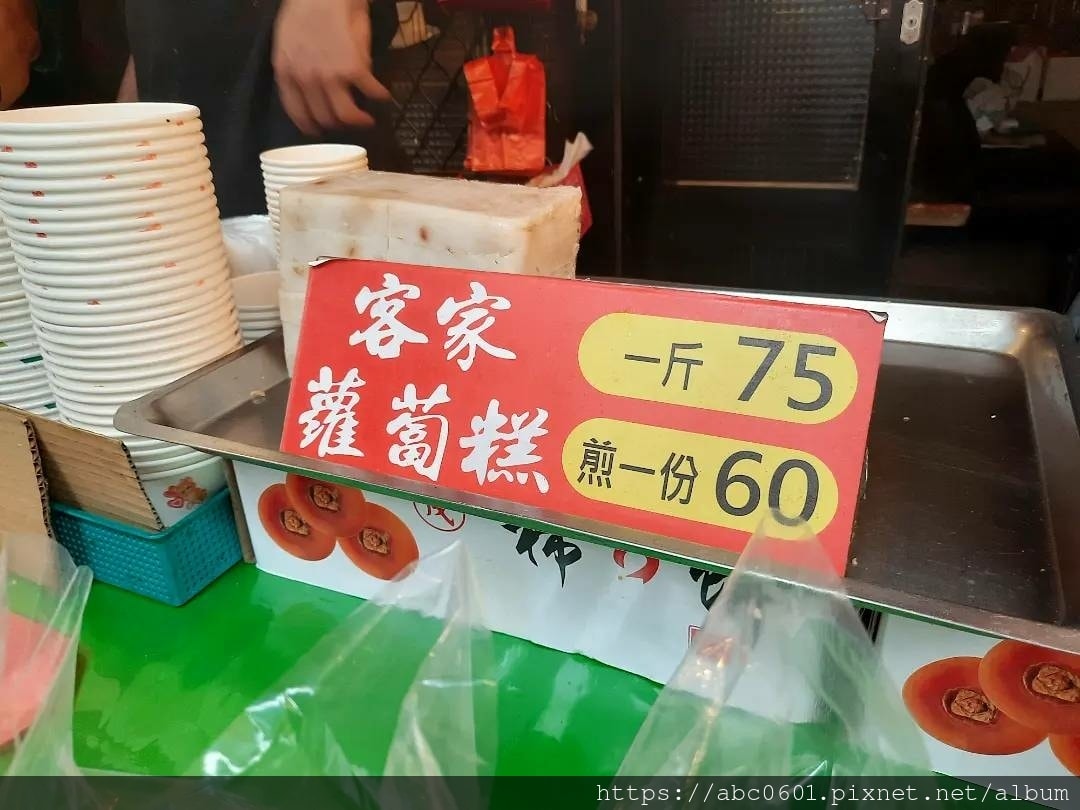 客家
蘿蔔糕
一斤 75
煎一份 60
https://abc0601.pixnet.net/album